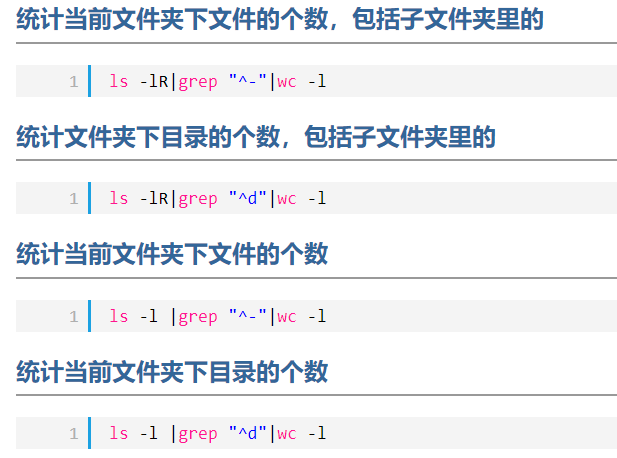 统计当前文件夹下文件的个数，包括子文件夹里的
1 ls -lR|grep "^-"|wc -l
统计文件夹下目录的个数，包括子文件夹里的
1 ls -lR|grep "^d"|wc -l
统计当前文件夹下文件的个数
1 ls -l |grep "^-"|wc -l
统计当前文件夹下目录的个数
1 ls -l |grep "^d"|wc -l